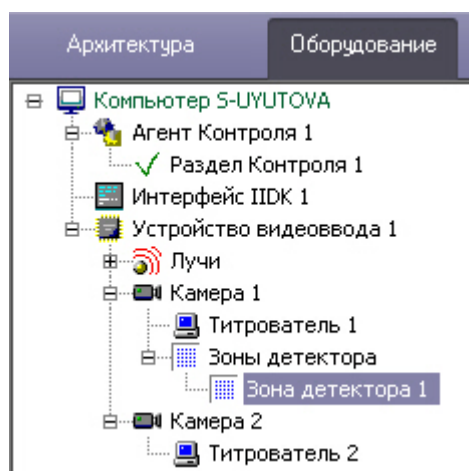 Архитектура Оборудование
Компьютер S-UYUTOVA
Агент Контроля 1
Раздел Контроля 1
Интерфейс IIDK 1
Устройство видеоввода 1
Лучи
Камера 1
Титрователь 1
Зоны детектора
Зона детектора 1
Камера 2
Титрователь 2